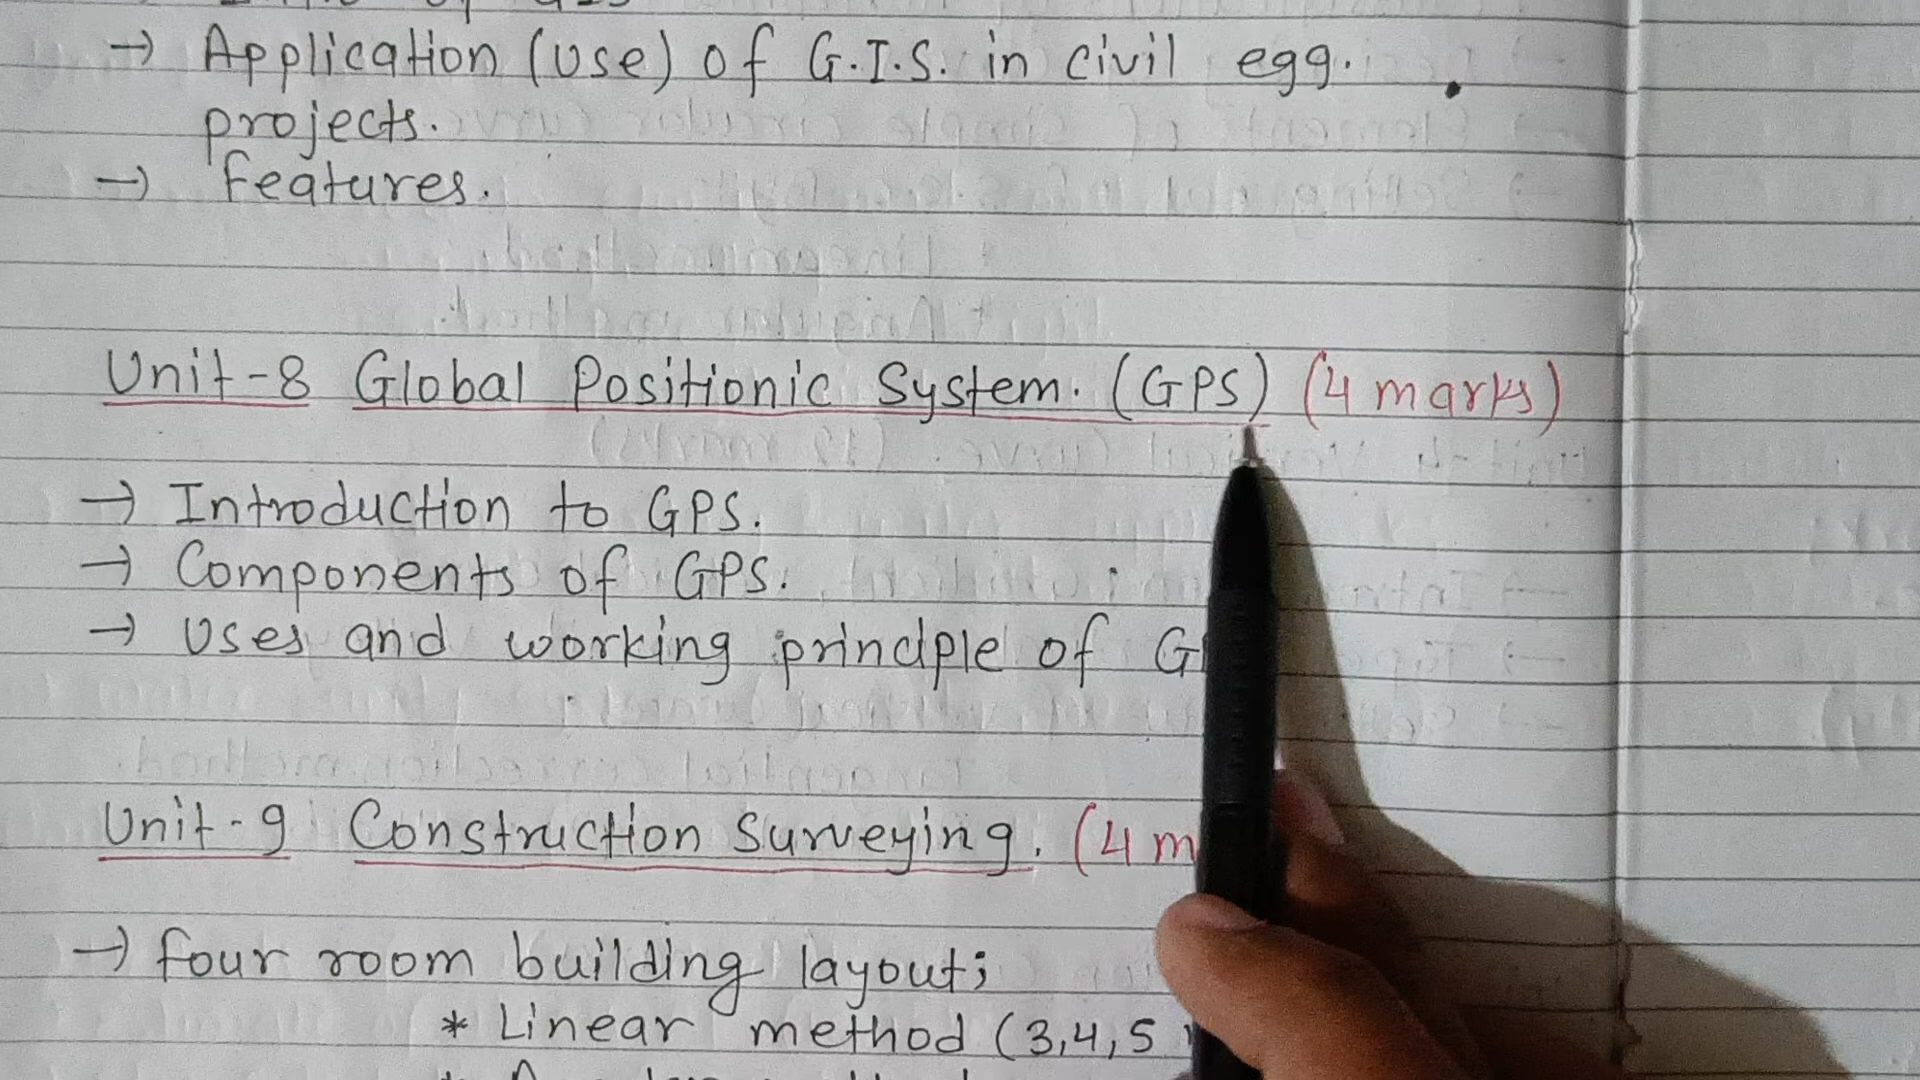 → Application (use) of G.I.S. in civil egg.
projects.
→ features.
Unit-8 Global Positionic System. (GPS) (4 marks)
→ Introduction to GPS.
→ Components of GPS.
→ Uses and working principle of
Unit-9 Construction Surveying. (4
→ four room building layout;
* Linear method (3,4,5